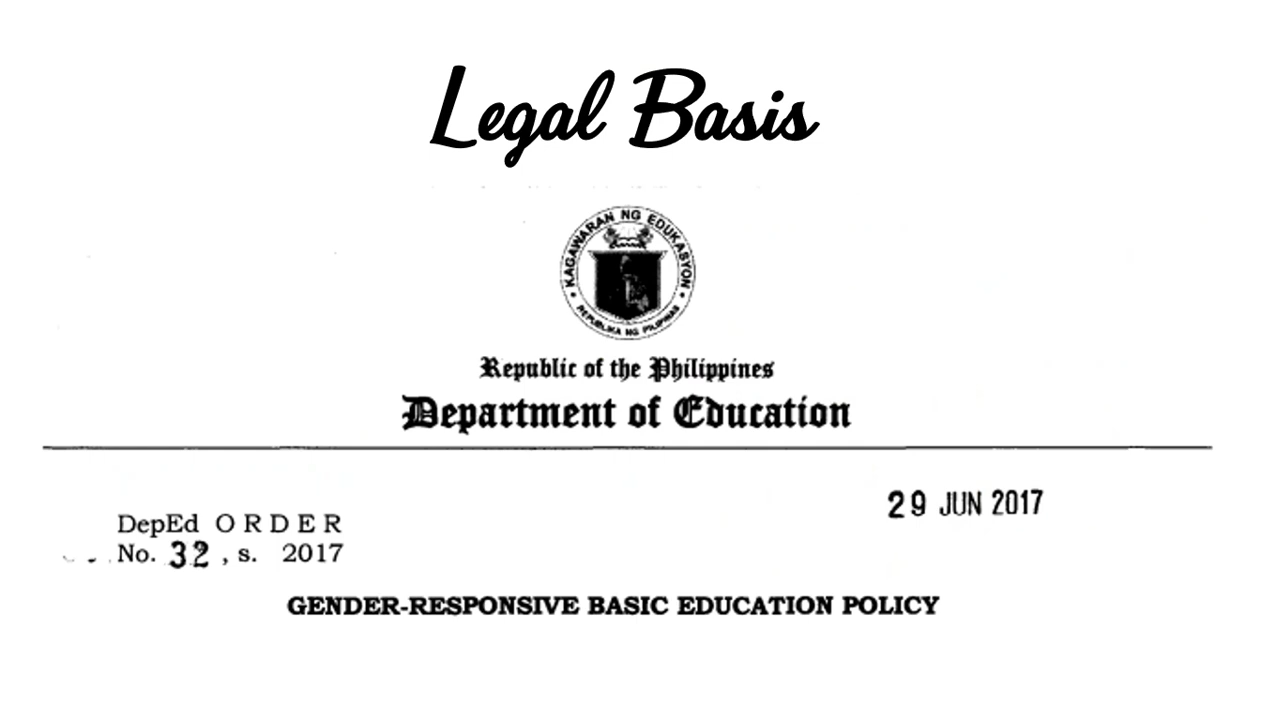 Legal Basis
KAGAWARAN NG EDUKASYON
REPUBLIKA NG PILIPINAS
Republic of the Philippines
Department of Education
29 JUN 2017
DepEd ORDER
No. 32, s. 2017
GENDER-RESPONSIVE BASIC EDUCATION POLICY